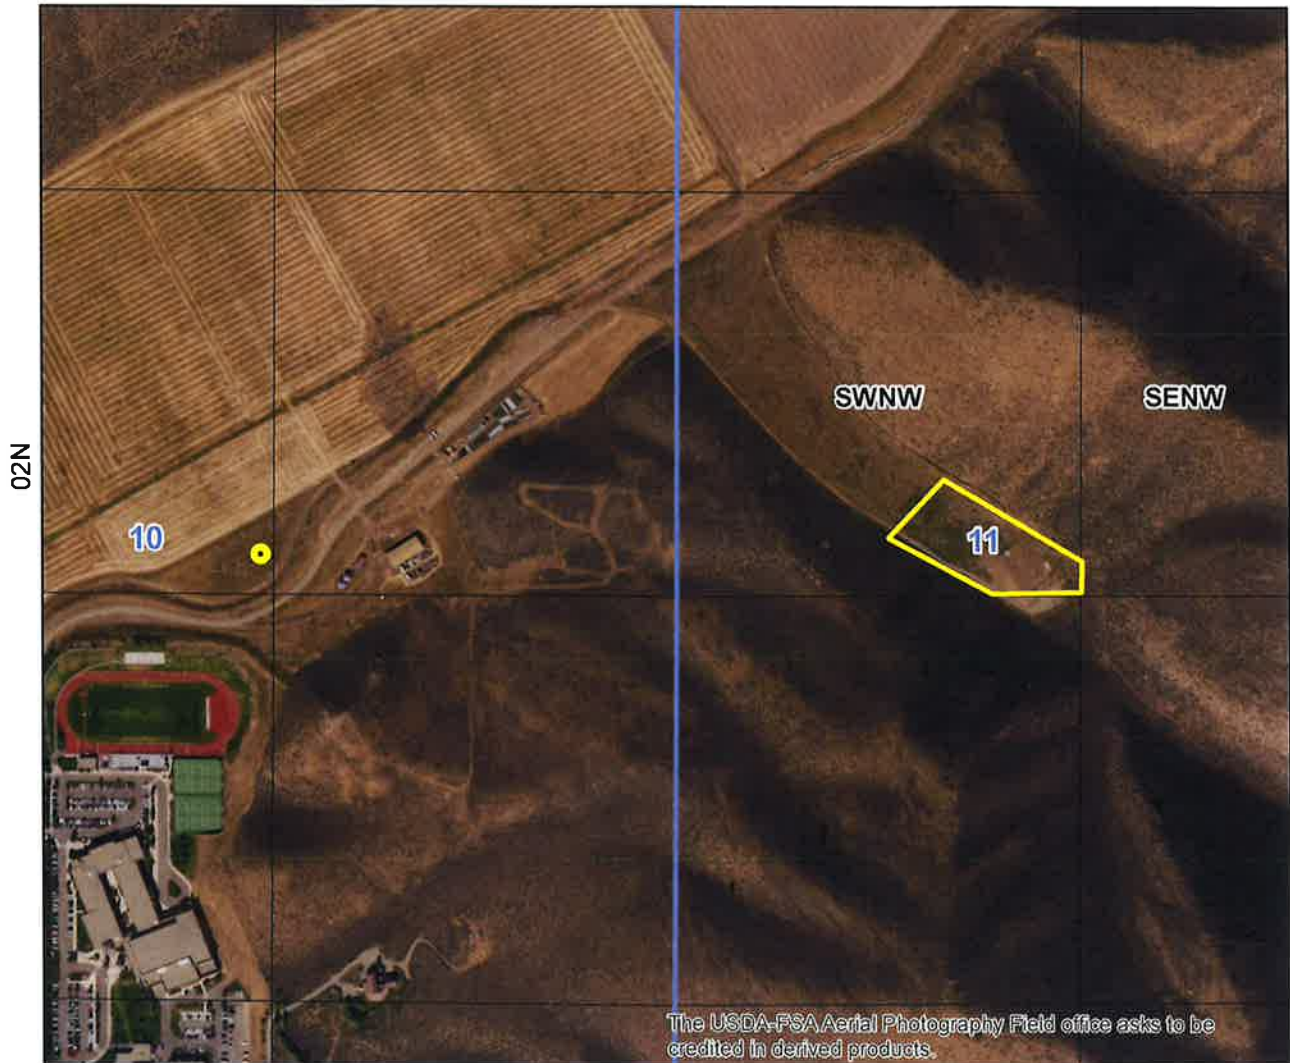 02N
SWNW
SENW
10
11
The USDA-FSA Aerial Photography Field office asks to be
credited in derived products.